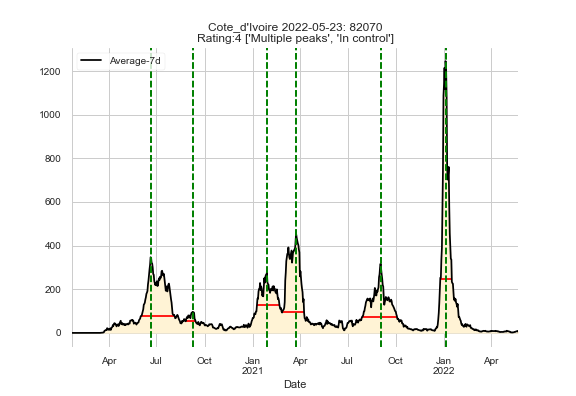 Cote_d'Ivoire 2022-05-23: 82070
Rating:4 ['Multiple peaks', 'In control']
Average-7d
1200
1000
800
600
400
200
0
Apr Jul Oct Jan Apr Jul Oct Jan Apr
2021 2022
Date